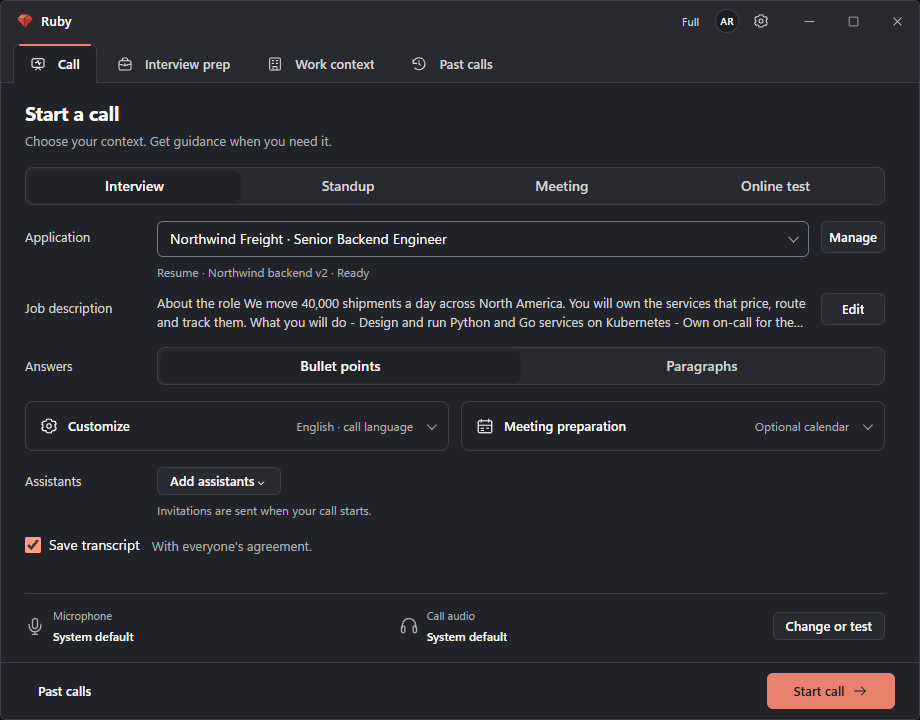 Ruby
Full
AR
Call
Interview prep
Work context
Past calls
Start a call
Choose your context. Get guidance when you need it.
Interview
Standup
Meeting
Online test
Application
Northwind Freight · Senior Backend Engineer
Manage
Resume · Northwind backend v2 · Ready
Job description
About the role We move 40,000 shipments a day across North America. You will own the services that price, route
and track them. What you will do - Design and run Python and Go services on Kubernetes - Own on-call for the...
Edit
Answers
Bullet points
Paragraphs
Customize
English · call language
Meeting preparation
Optional calendar
Assistants
Add assistants
Invitations are sent when your call starts.
Save transcript
With everyone's agreement.
Microphone
System default
Call audio
System default
Change or test
Past calls
Start call